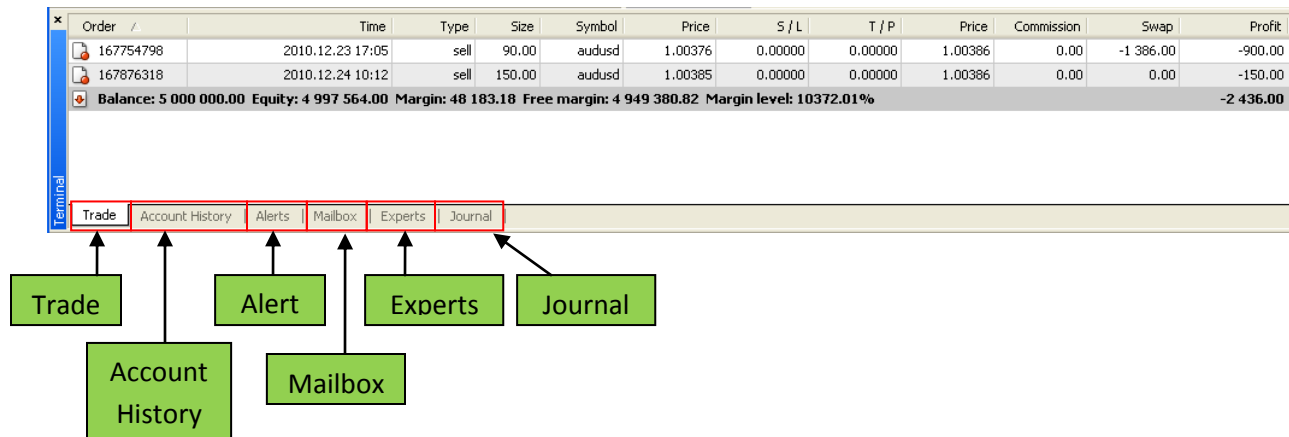 Order Time Type Size Symbol Price S / L T / P Price Commission Swap Profit
167754798 2010.12.23 17:05 sell 90.00 audusd 1.00376 0.00000 0.00000 1.00386 0.00 -1 386.00 -900.00
167876318 2010.12.24 10:12 sell 150.00 audusd 1.00385 0.00000 0.00000 1.00386 0.00 0.00 -150.00
Balance: 5 000 000.00 Equity: 4 997 564.00 Margin: 48 183.18 Free margin: 4 949 380.82 Margin level: 10372.01% -2 436.00
Terminal
Trade Account History | Alerts | Mailbox | Experts | Journal |
Trade Alert Experts Journal
Account
History
Mailbox